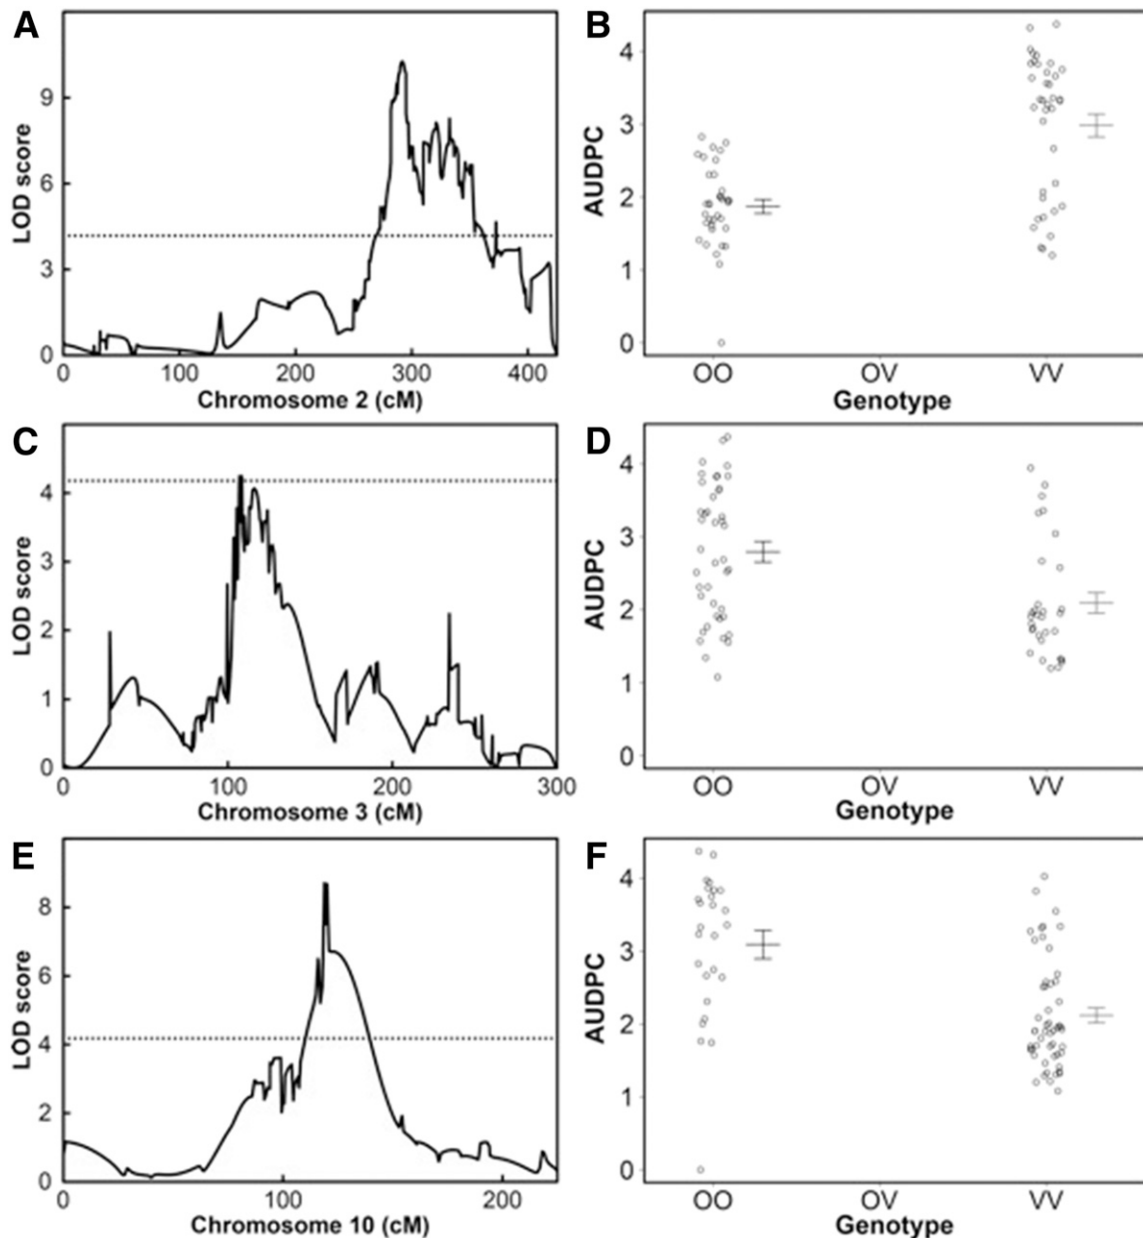 A
LOD score
9
6
3
0
0 100 200 300 400
Chromosome 2 (cM)
B
AUDPC
4
3
2
1
0
OO OV VV
Genotype
C
LOD score
4
3
2
1
0
0 100 200 300
Chromosome 3 (cM)
D
AUDPC
4
3
2
1
0
OO OV VV
Genotype
E
LOD score
8
6
4
2
0
0 100 200
Chromosome 10 (cM)
F
AUDPC
4
3
2
1
0
OO OV VV
Genotype